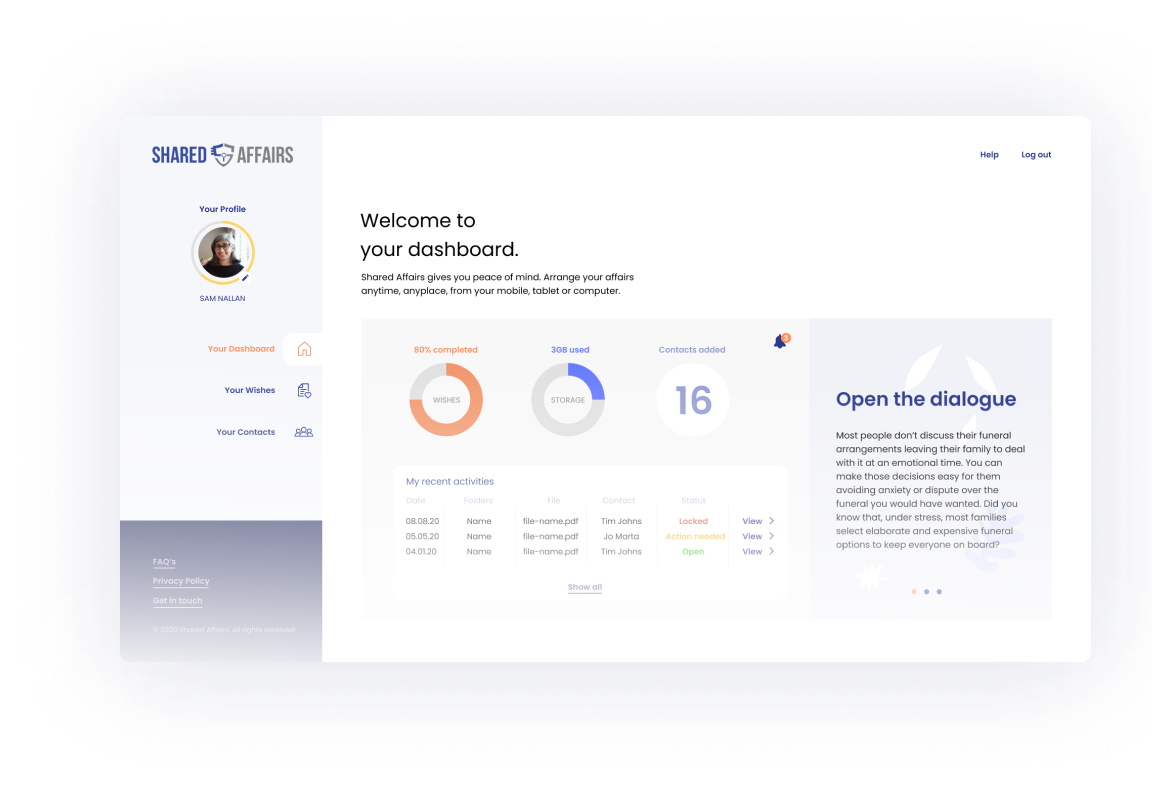 SHARED AFFAIRS
Help
Log out
Your Profile
SAM NALLAN
Your Dashboard
Your Wishes
Your Contacts
FAQ's
Privacy Policy
Get in touch
© 2020 Shared Affairs. All rights reserved
Welcome to
your dashboard.
Shared Affairs gives you peace of mind. Arrange your affairs
anytime, anyplace, from your mobile, tablet or computer.
80% completed
WISHES
3GB used
STORAGE
Contacts added
16
3
My recent activities
Date Folders File Contact Statut
08.08.20 Name file-name.pdf Tim Johns Locked View
05.05.20 Name file-name.pdf Jo Marta Action needed View
04.01.20 Name file-name.pdf Tim Johns Open View
Show all
Open the dialogue
Most people don't discuss their funeral
arrangements leaving their family to deal
with it at an emotional time. You can
make those decisions easy for them
avoiding anxiety or dispute over the
funeral you would have wanted. Did you
know that, under stress, most families
select elaborate and expensive funeral
options to keep everyone on board?